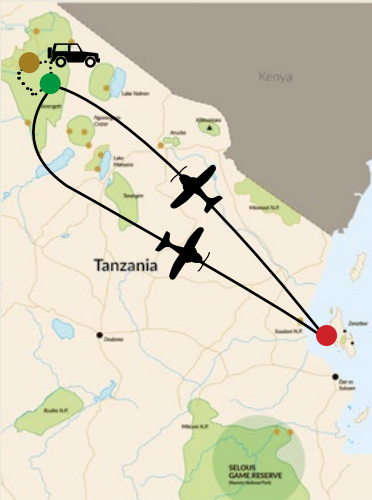 Kenya
Lake Natron
Serengeti
Ngorongoro
Crater
Arusha
Kilimanjaro
Lake
Manyara
Tarangire
Mkomazi N.P.
Tanzania
Zanzibar
Saadani N.P.
Dodoma
Dar es
Salaam
Ruaha N.P.
Mikumi N.P.
SELOUS
GAME RESERVE